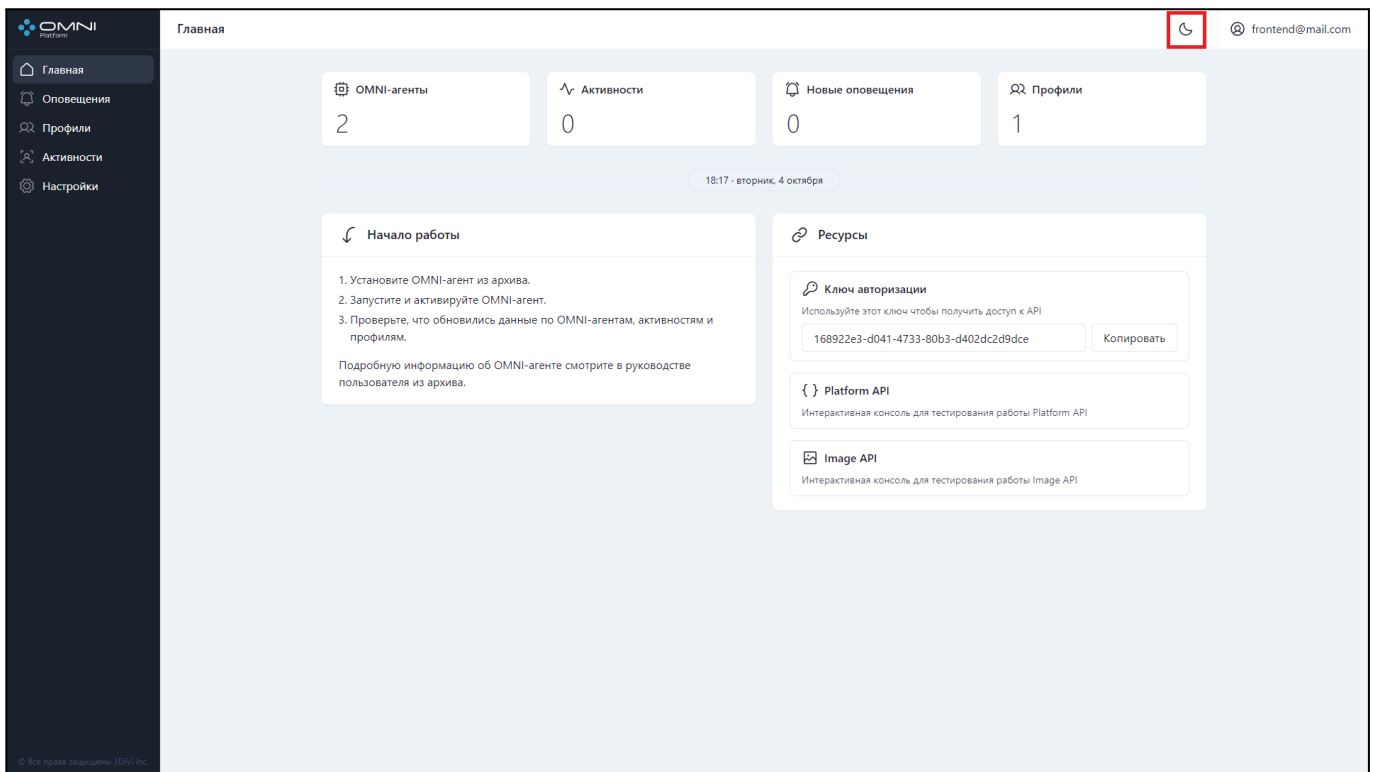 OMNI
Platform
Главная
frontend@mail.com
Главная
Оповещения
Профили
Активности
Настройки
OMNI-агенты
2
Активности
0
Новые оповещения
0
Профили
1
18:17 · вторник, 4 октября
Начало работы
1. Установите OMNI-агент из архива.
2. Запустите и активируйте OMNI-агент.
3. Проверьте, что обновились данные по OMNI-агентам, активностям и
профилям.
Подробную информацию об OMNI-агенте смотрите в руководстве
пользователя из архива.
Ресурсы
Ключ авторизации
Используйте этот ключ чтобы получить доступ к API
168922e3-d041-4733-80b3-d402dc2d9dce
Копировать
{ } Platform API
Интерактивная консоль для тестирования работы Platform API
Image API
Интерактивная консоль для тестирования работы Image API
© Все права защищены 3DiVi Inc.